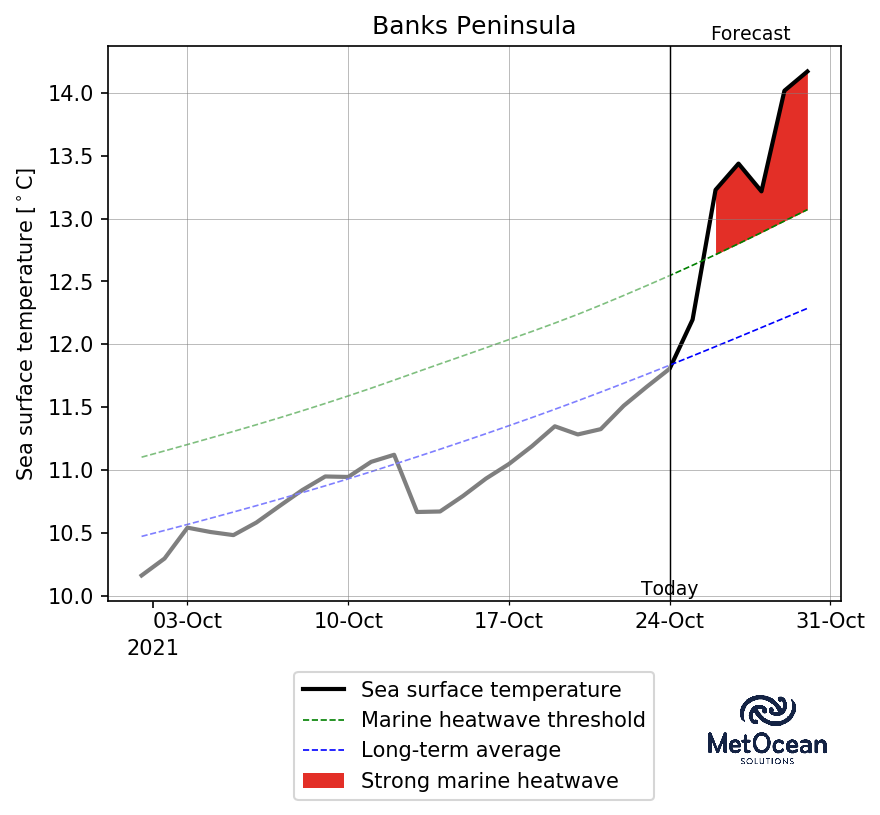 Banks Peninsula
Forecast
Sea surface temperature [°C]
14.0
13.5
13.0
12.5
12.0
11.5
11.0
10.5
10.0
Today
03-Oct 10-Oct 17-Oct 24-Oct 31-Oct
2021
Sea surface temperature
Marine heatwave threshold
Long-term average
Strong marine heatwave
MetOcean
SOLUTIONS